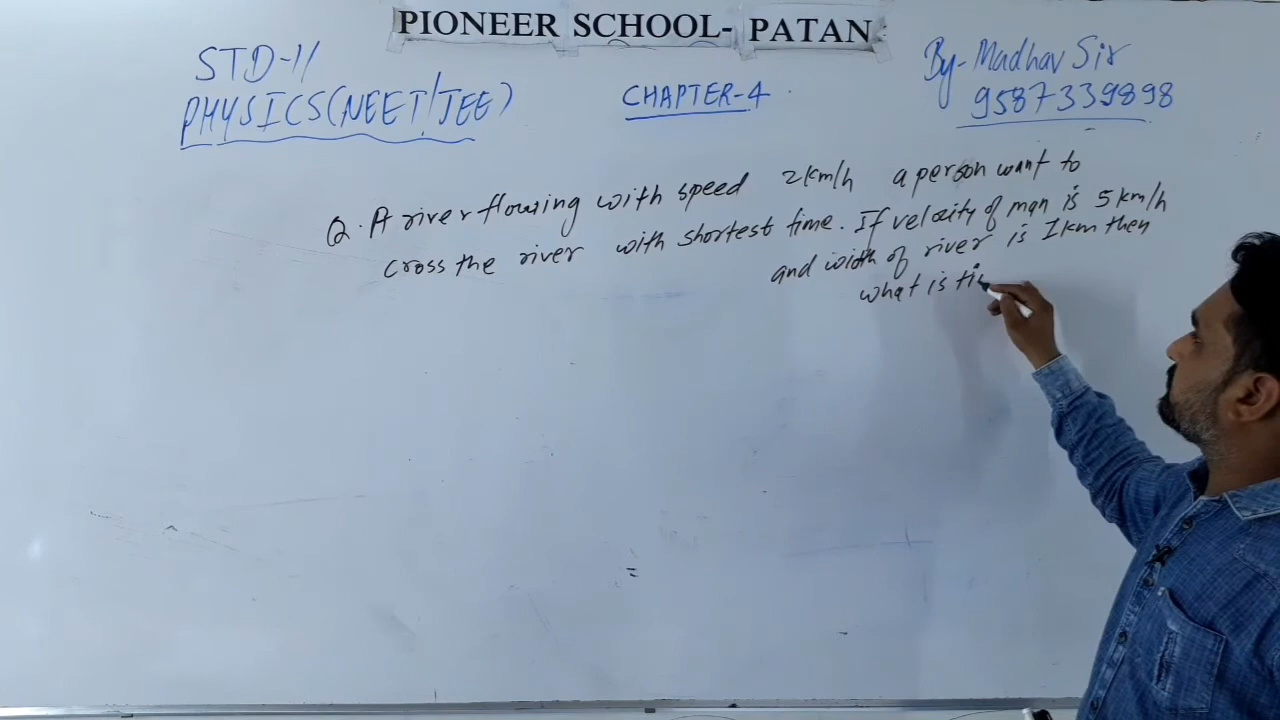 PIONEER SCHOOL- PATAN
STD-11
PHYSICS(NEET/JEE)
CHAPTER-4
By- Madhav Sir
9587339898
Q. A river flowing with speed 2km/h a person want to
cross the river with shortest time. If velocity of man is 5km/h
and width of river is 1km then
what is ti